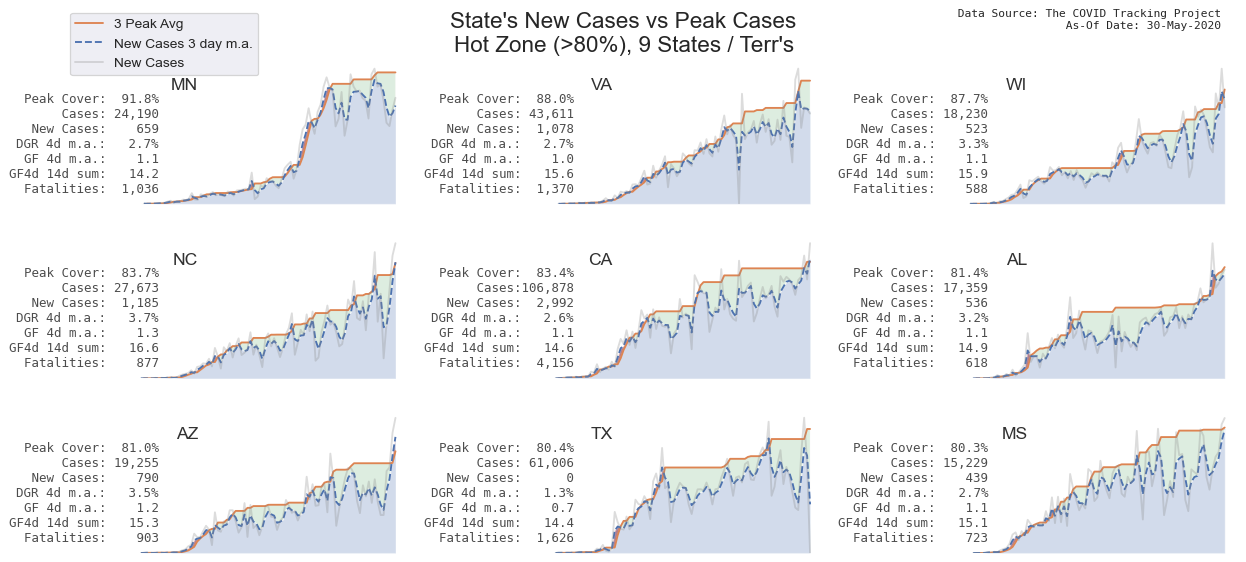 3 Peak Avg
New Cases 3 day m.a.
New Cases
State's New Cases vs Peak Cases
Hot Zone (>80%), 9 States / Terr's
Data Source: The COVID Tracking Project
As-Of Date: 30-May-2020
MN
Peak Cover: 91.8%
Cases: 24,190
New Cases: 659
DGR 4d m.a.: 2.7%
GF 4d m.a.: 1.1
GF4d 14d sum: 14.2
Fatalities: 1,036
VA
Peak Cover: 88.0%
Cases: 43,611
New Cases: 1,078
DGR 4d m.a.: 2.7%
GF 4d m.a.: 1.0
GF4d 14d sum: 15.6
Fatalities: 1,370
WI
Peak Cover: 87.7%
Cases: 18,230
New Cases: 523
DGR 4d m.a.: 3.3%
GF 4d m.a.: 1.1
GF4d 14d sum: 15.9
Fatalities: 588
NC
Peak Cover: 83.7%
Cases: 27,673
New Cases: 1,185
DGR 4d m.a.: 3.7%
GF 4d m.a.: 1.3
GF4d 14d sum: 16.6
Fatalities: 877
CA
Peak Cover: 83.4%
Cases:106,878
New Cases: 2,992
DGR 4d m.a.: 2.6%
GF 4d m.a.: 1.1
GF4d 14d sum: 14.6
Fatalities: 4,156
AL
Peak Cover: 81.4%
Cases: 17,359
New Cases: 536
DGR 4d m.a.: 3.2%
GF 4d m.a.: 1.1
GF4d 14d sum: 14.9
Fatalities: 618
AZ
Peak Cover: 81.0%
Cases: 19,255
New Cases: 790
DGR 4d m.a.: 3.5%
GF 4d m.a.: 1.2
GF4d 14d sum: 15.3
Fatalities: 903
TX
Peak Cover: 80.4%
Cases: 61,006
New Cases: 0
DGR 4d m.a.: 1.3%
GF 4d m.a.: 0.7
GF4d 14d sum: 14.4
Fatalities: 1,626
MS
Peak Cover: 80.3%
Cases: 15,229
New Cases: 439
DGR 4d m.a.: 2.7%
GF 4d m.a.: 1.1
GF4d 14d sum: 15.1
Fatalities: 723